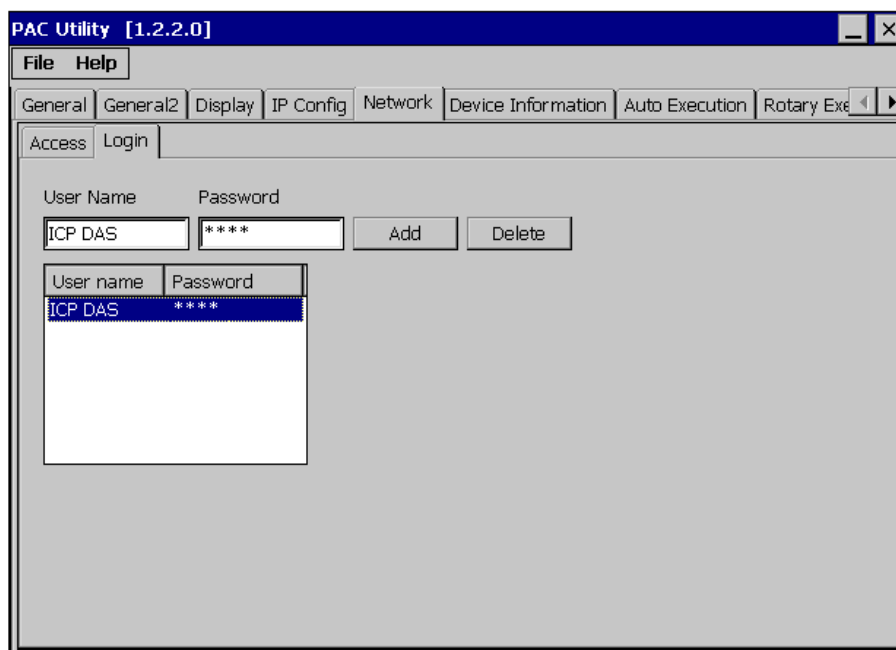 PAC Utility [1.2.2.0]
File Help
General General2 Display IP Config Network Device Information Auto Execution Rotary Exe
Access Login
User Name Password
ICP DAS **** Add Delete
User name Password
ICP DAS ****